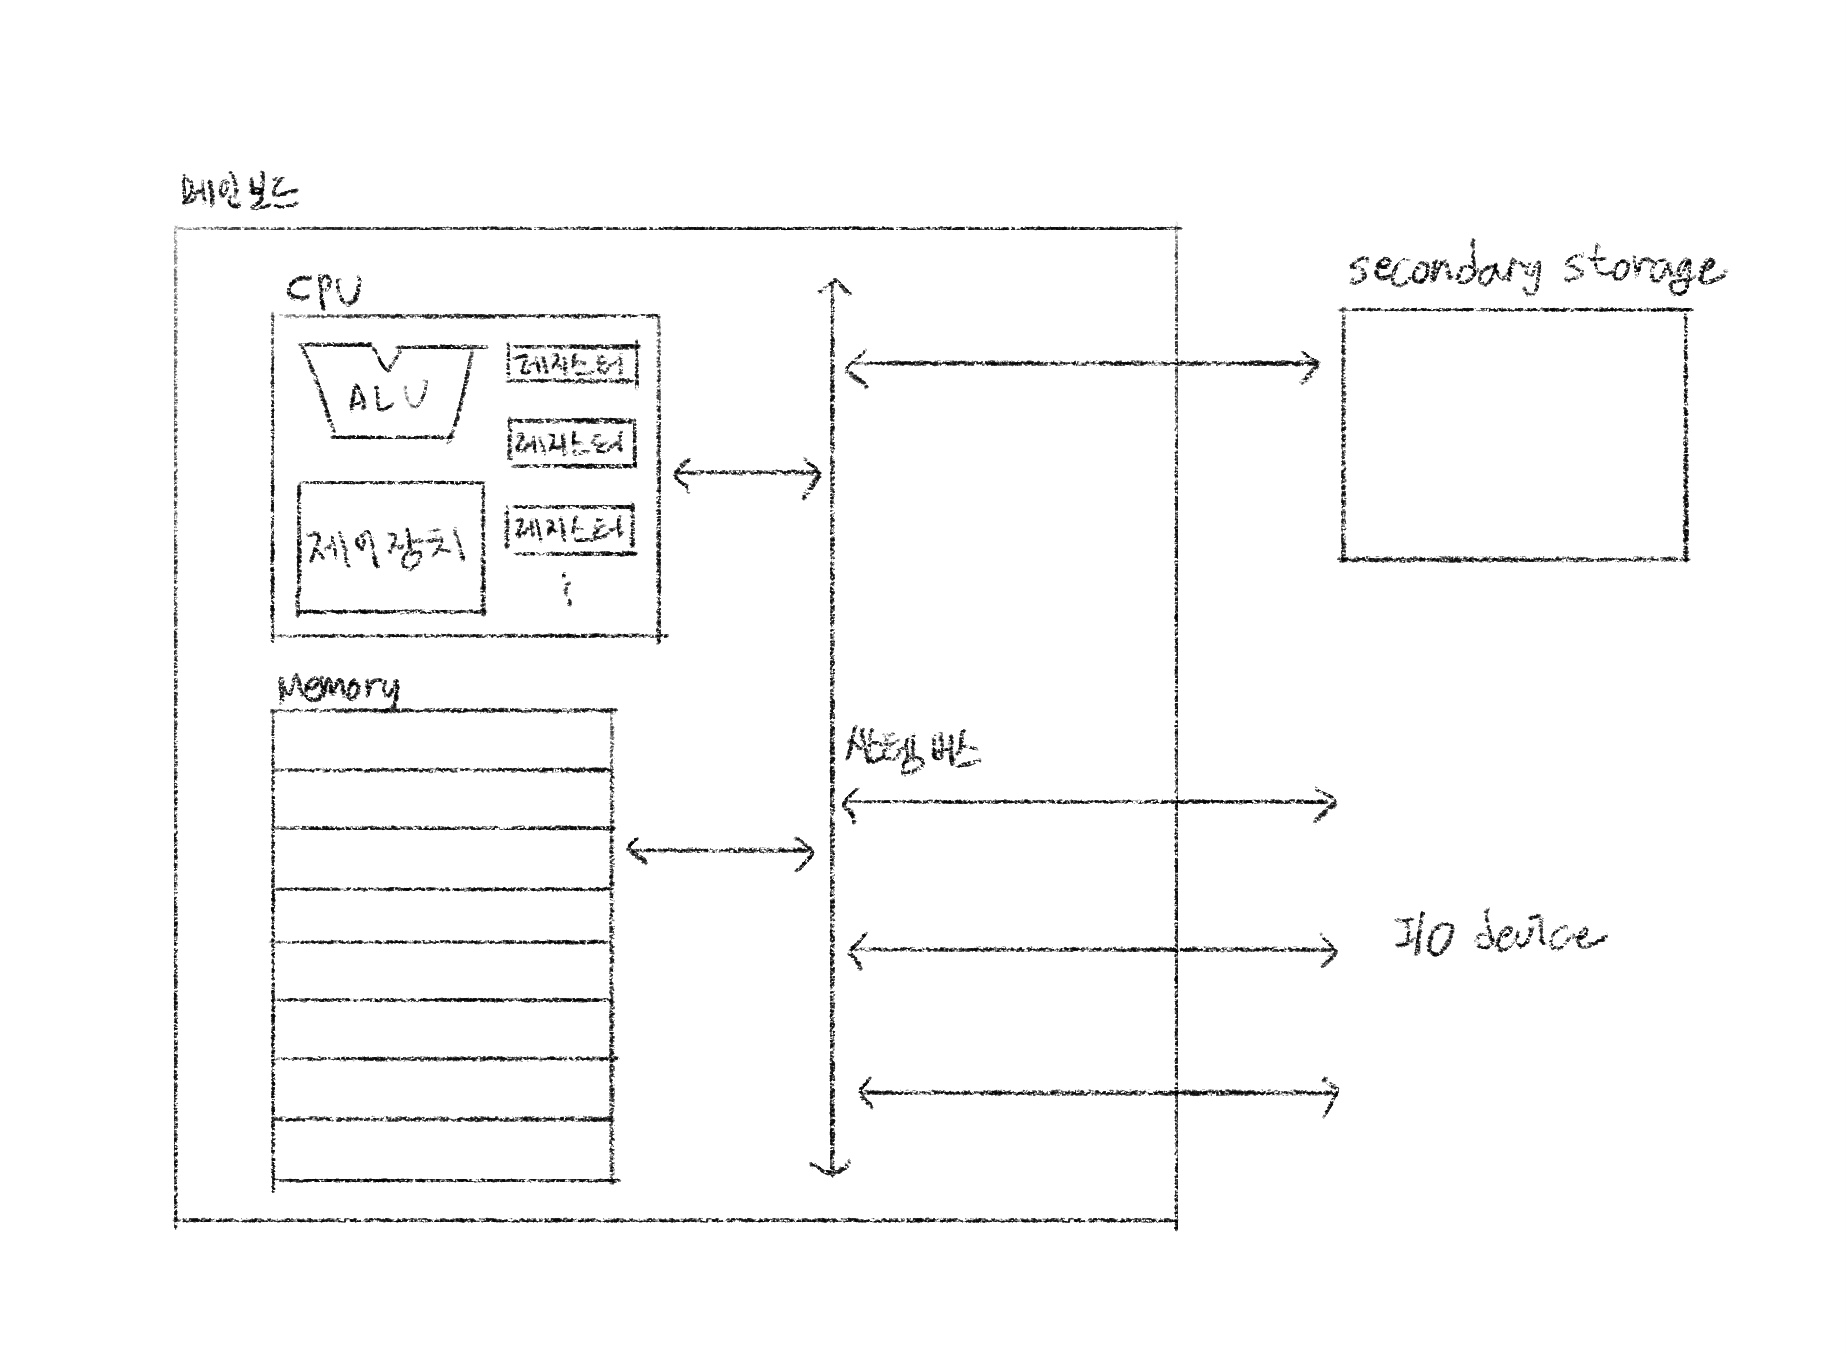 메인보드
CPU
ALU
레지스터
레지스터
제어장치
레지스터
Memory
시스템 버스
secondary storage
I/O device